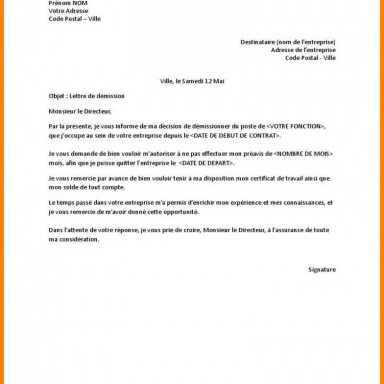 Prénom NOM
Votre Adresse
Code Postal – Ville
Destinataire (nom de l'entreprise)
Adresse de l'entreprise
Code Postal - Ville
Ville, le Samedi 12 Mai
Objet : Lettre de démission
Monsieur le Directeur,
Par la présente, je vous informe de ma décision de démissionner du poste de <VOTRE FONCTION>,
que j'occupe au sein de votre entreprise depuis le <DATE DE DEBUT DE CONTRAT>.
Je vous demande de bien vouloir m'autoriser à ne pas effectuer mon préavis de <NOMBRE DE MOIS>
mois, afin que je puisse quitter l'entreprise le <DATE DE DEPART>.
Je vous remercie par avance de bien vouloir tenir à ma disposition mon certificat de travail ainsi que
mon solde de tout compte.
Le temps passé dans votre entreprise m'a permis d'enrichir mon expérience et mes connaissances, et
je vous remercie de m'avoir donné cette opportunité.
Dans l'attente de votre réponse, je vous prie de croire, Monsieur le Directeur, à l'assurance de toute
ma considération.
Signature